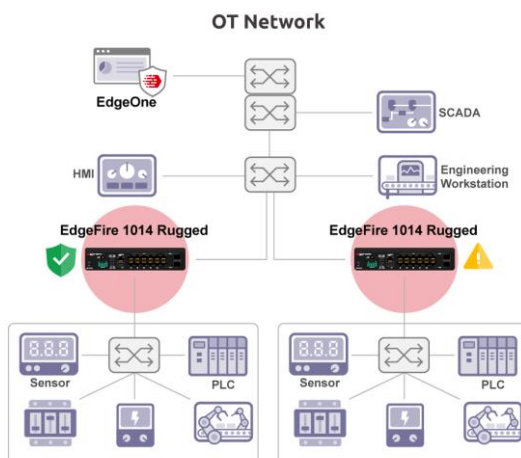 OT Network
EdgeOne
SCADA
HMI
Engineering
Workstation
EdgeFire 1014 Rugged
EdgeFire 1014 Rugged
8.8.8
Sensor
PLC
8.8.8
Sensor
PLC